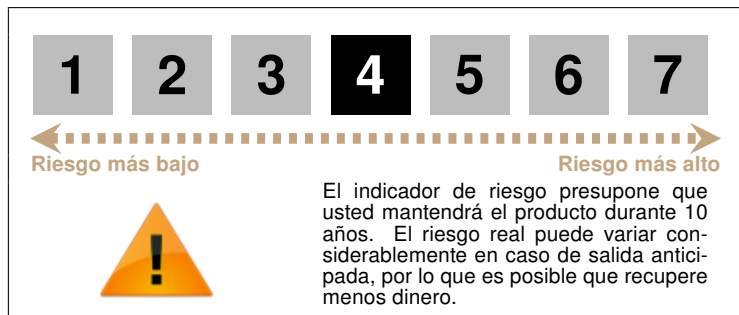 1 2 3 4 5 6 7
Riesgo más bajo Riesgo más alto
El indicador de riesgo presupone que
usted mantendrá el producto durante 10
años. El riesgo real puede variar con-
siderablemente en caso de salida antici-
pada, por lo que es posible que recupere
menos dinero.